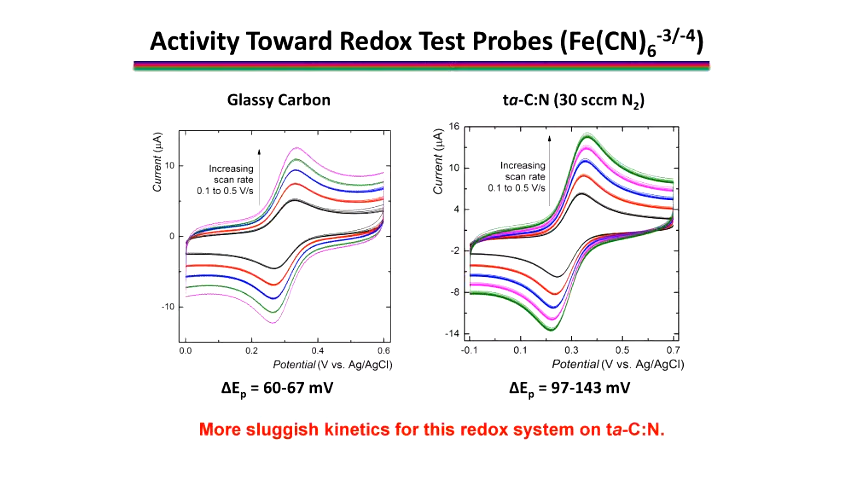 Activity Toward Redox Test Probes (Fe(CN)6-3/-4)
Glassy Carbon
ta-C:N (30 sccm N2)
Current (µA)
10
0
-10
Increasing
scan rate
0.1 to 0.5 V/s
0.0 0.2 0.4 0.6
Potential (V vs. Ag/AgCl)
Current (µA)
16
10
4
-2
-8
-14
Increasing
scan rate
0.1 to 0.5 V/s
-0.1 0.1 0.3 0.5 0.7
Potential (V vs. Ag/AgCl)
ΔEp = 60-67 mV
ΔEp = 97-143 mV
More sluggish kinetics for this redox system on ta-C:N.